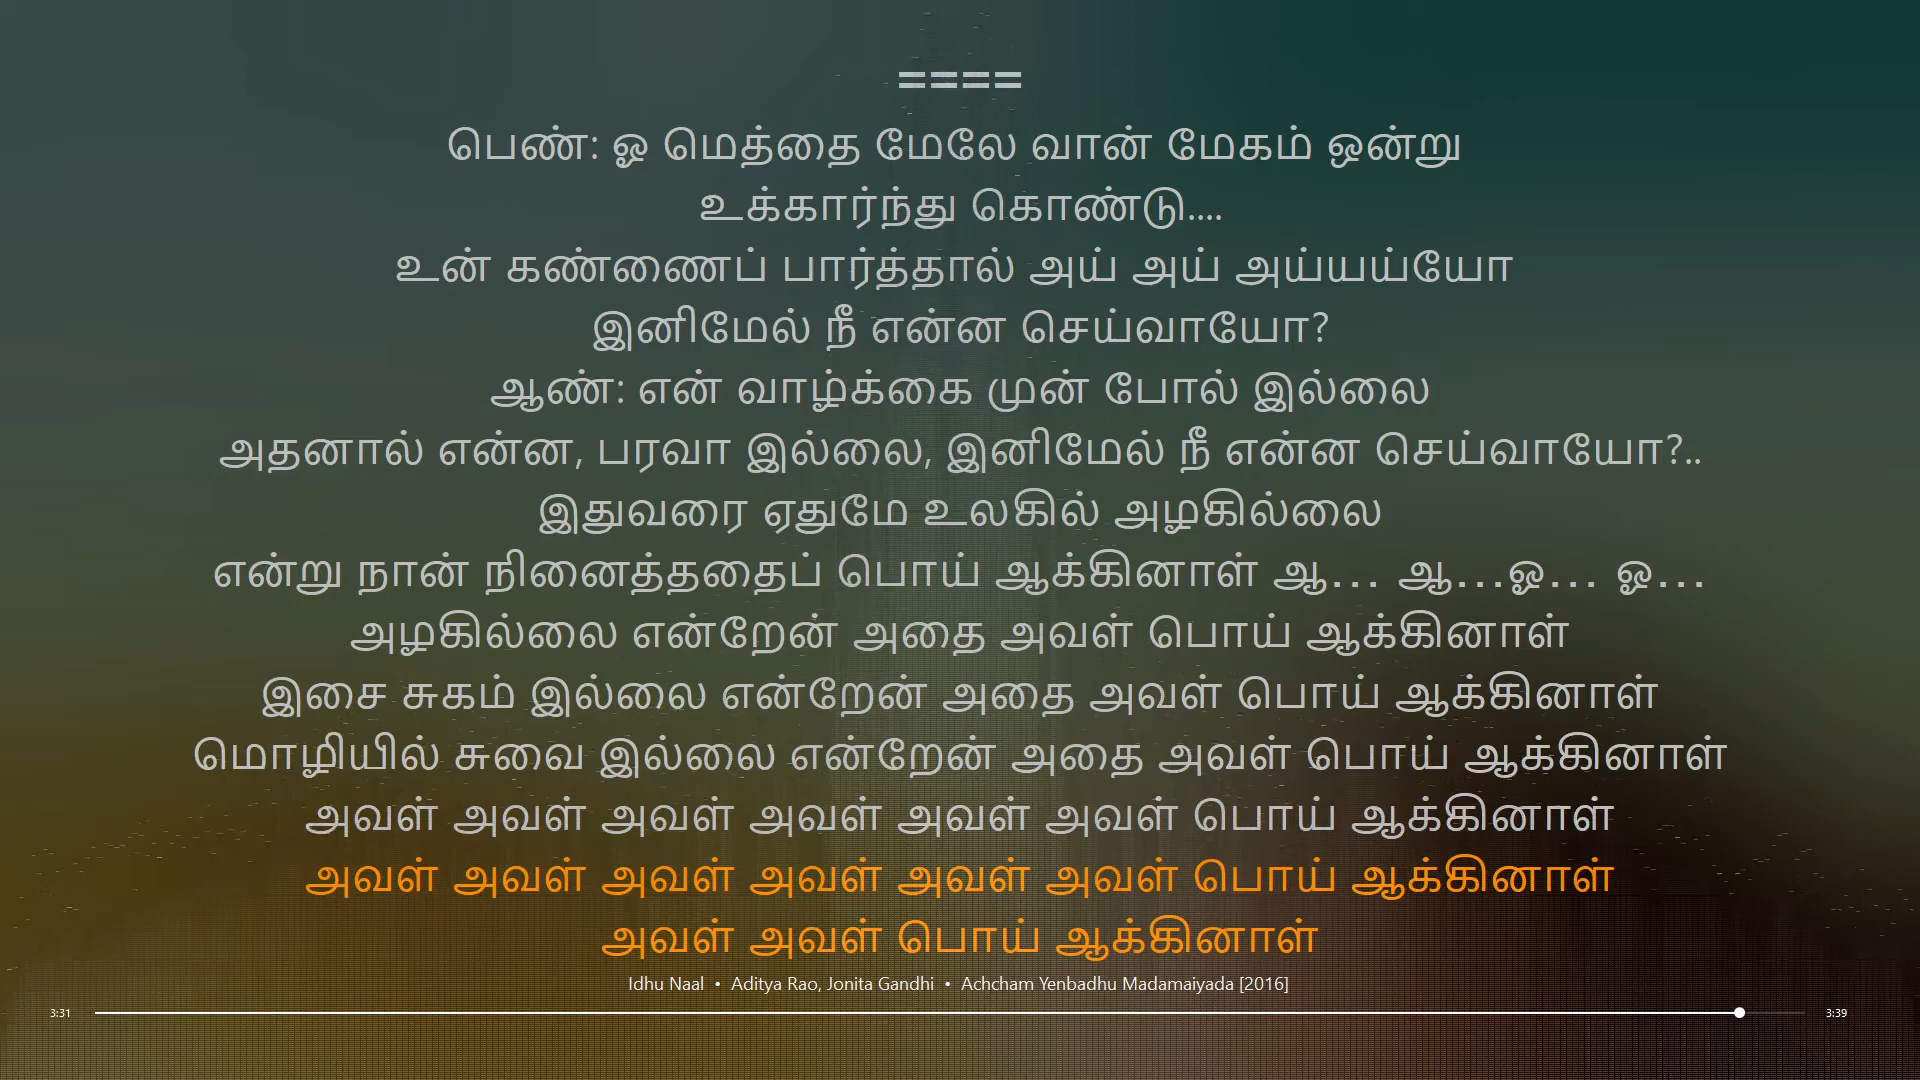 ====
பெண்: ஓ மெத்தை மேலே வான் மேகம் ஒன்று
உக்கார்ந்து கொண்டு....
உன் கண்ணைப் பார்த்தால் அய் அய் அய்யய்யோ
இனிமேல் நீ என்ன செய்வாயோ?
ஆண்: என் வாழ்க்கை முன் போல் இல்லை
அதனால் என்ன, பரவா இல்லை, இனிமேல் நீ என்ன செய்வாயோ?..
இதுவரை ஏதுமே உலகில் அழகில்லை
என்று நான் நினைத்ததைப் பொய் ஆக்கினாள் ஆ… ஆ…ஓ… ஓ…
அழகில்லை என்றேன் அதை அவள் பொய் ஆக்கினாள்
இசை சுகம் இல்லை என்றேன் அதை அவள் பொய் ஆக்கினாள்
மொழியில் சுவை இல்லை என்றேன் அதை அவள் பொய் ஆக்கினாள்
அவள் அவள் அவள் அவள் அவள் அவள் பொய் ஆக்கினாள்
அவள் அவள் அவள் அவள் அவள் அவள் பொய் ஆக்கினாள்
அவள் அவள் பொய் ஆக்கினாள்
Idhu Naal • Aditya Rao, Jonita Gandhi • Achcham Yenbadhu Madamaiyada [2016]
3:31 3:39